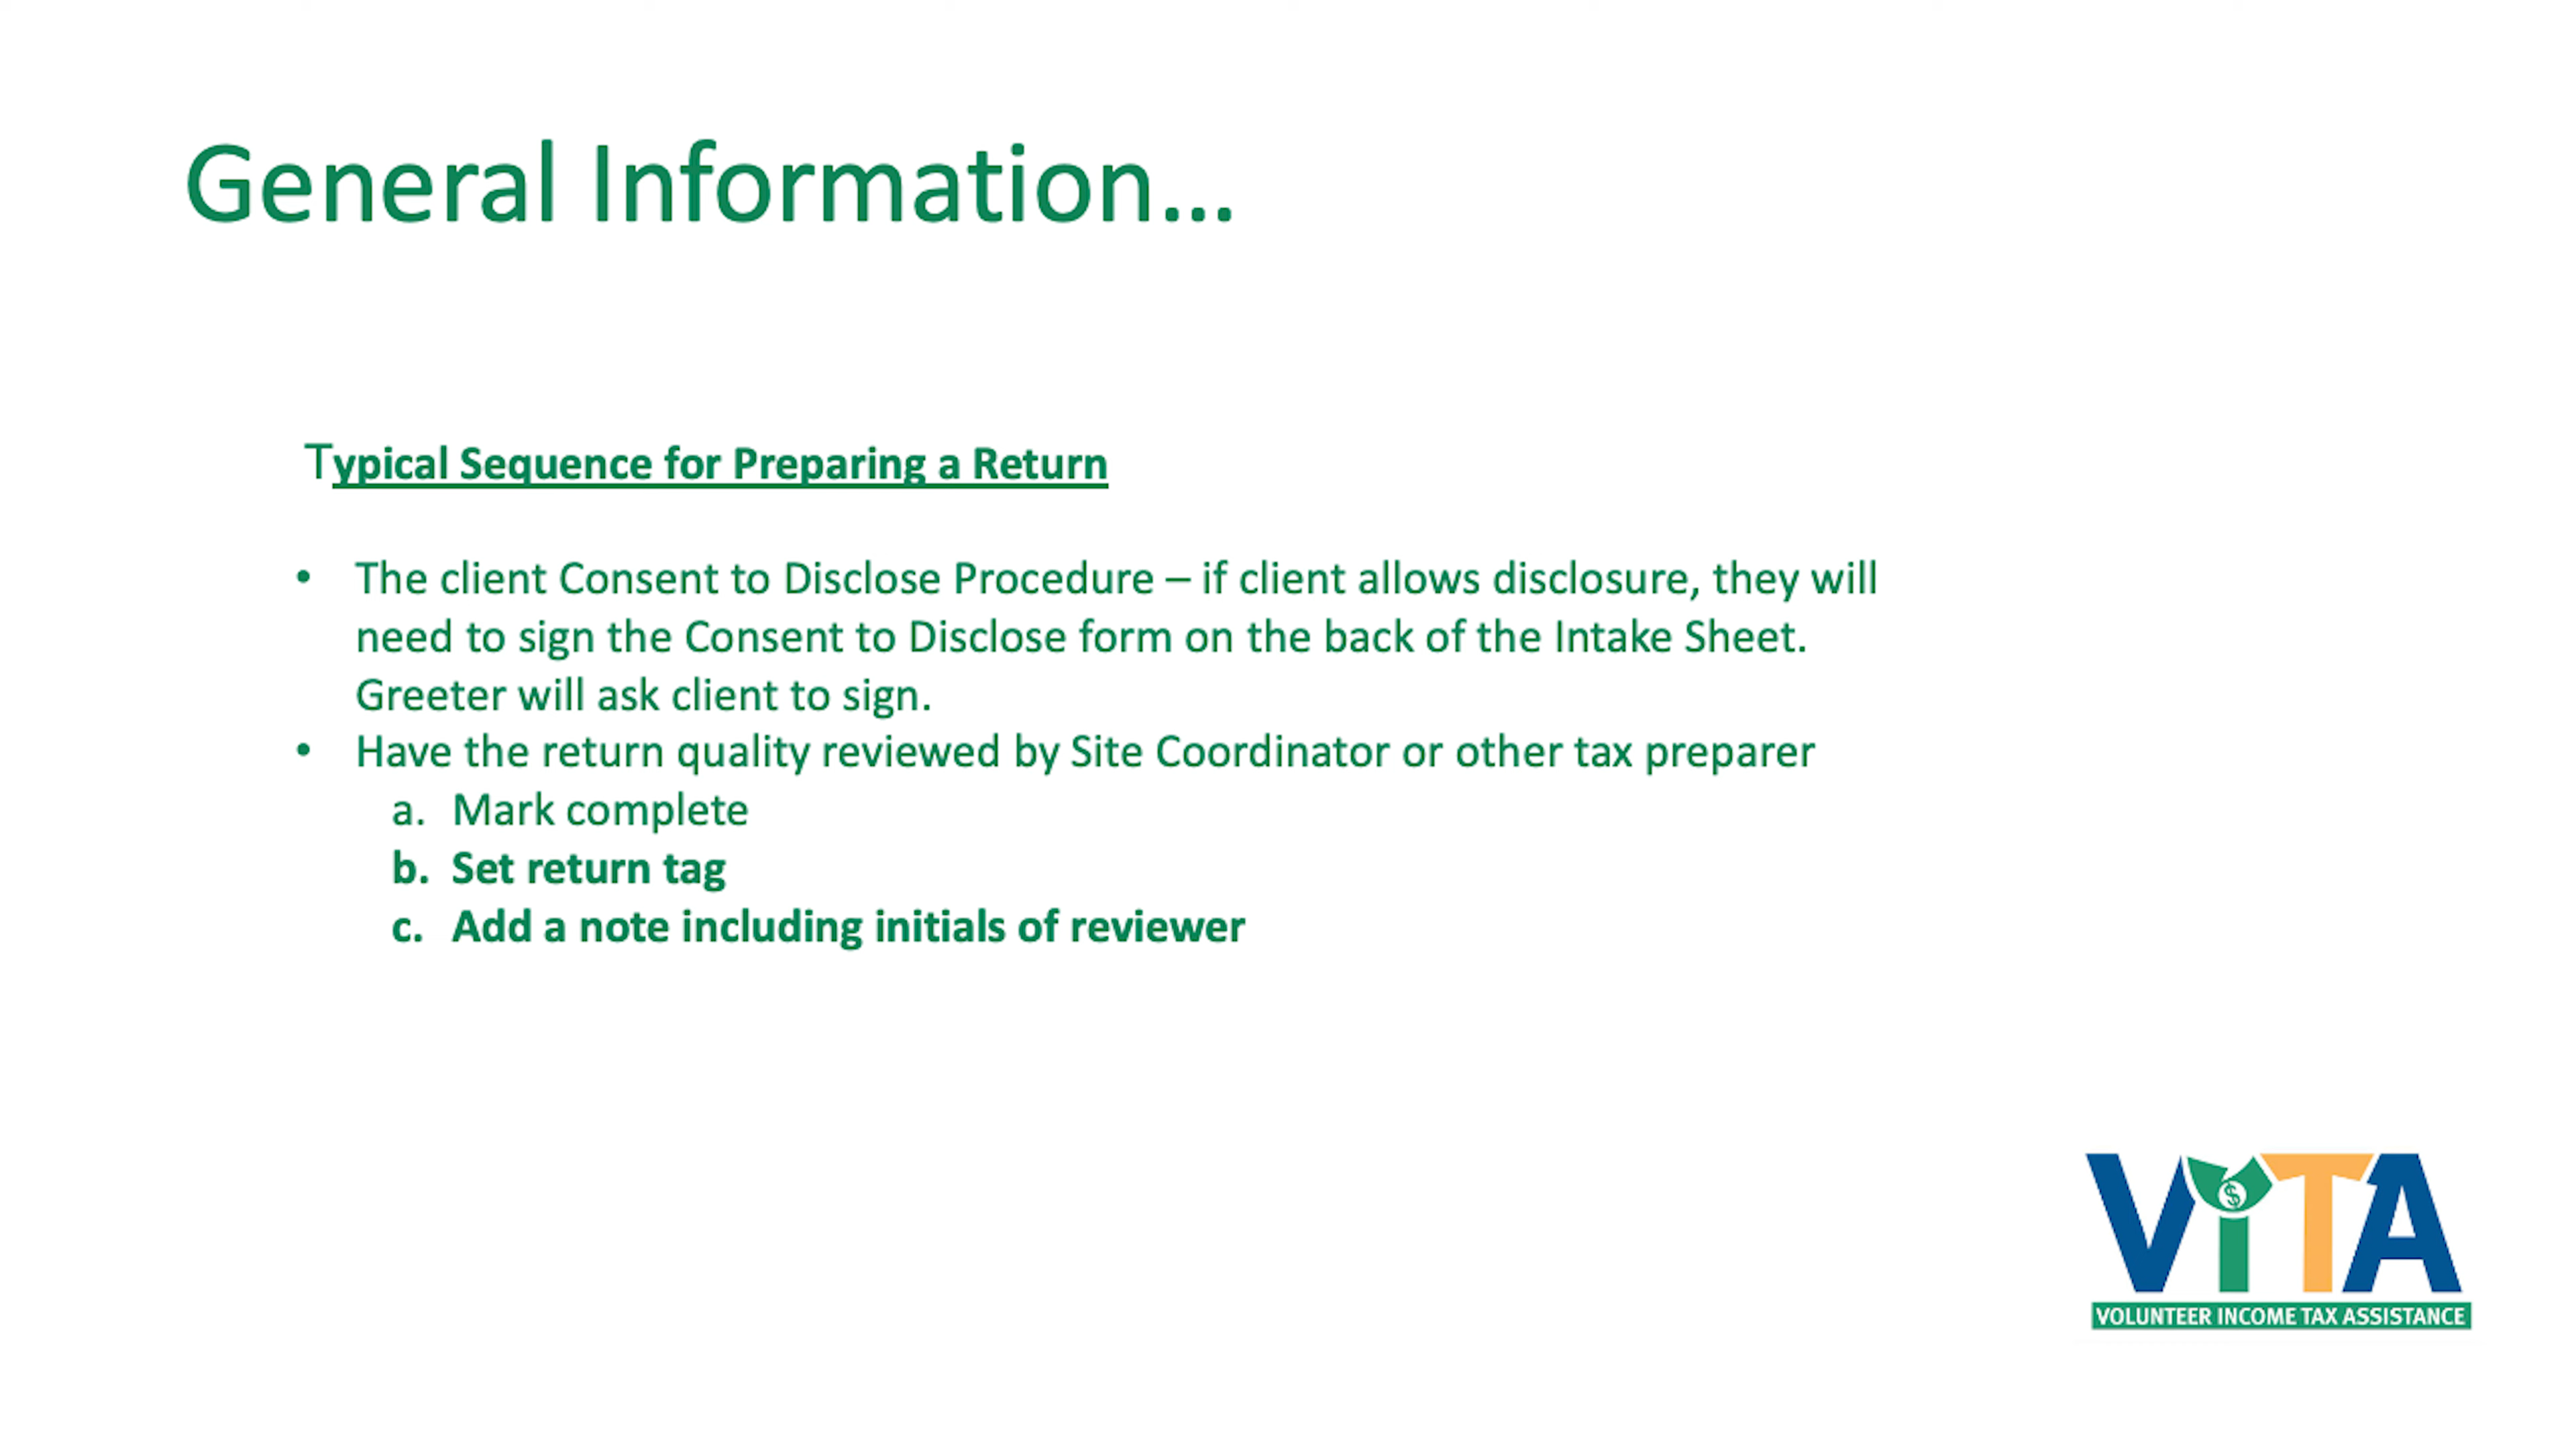 General Information...
Typical Sequence for Preparing a Return
• The client Consent to Disclose Procedure – if client allows disclosure, they will
need to sign the Consent to Disclose form on the back of the Intake Sheet.
Greeter will ask client to sign.
• Have the return quality reviewed by Site Coordinator or other tax preparer
a. Mark complete
b. Set return tag
c. Add a note including initials of reviewer
ViTA
$
VOLUNTEER INCOME TAX ASSISTANCE